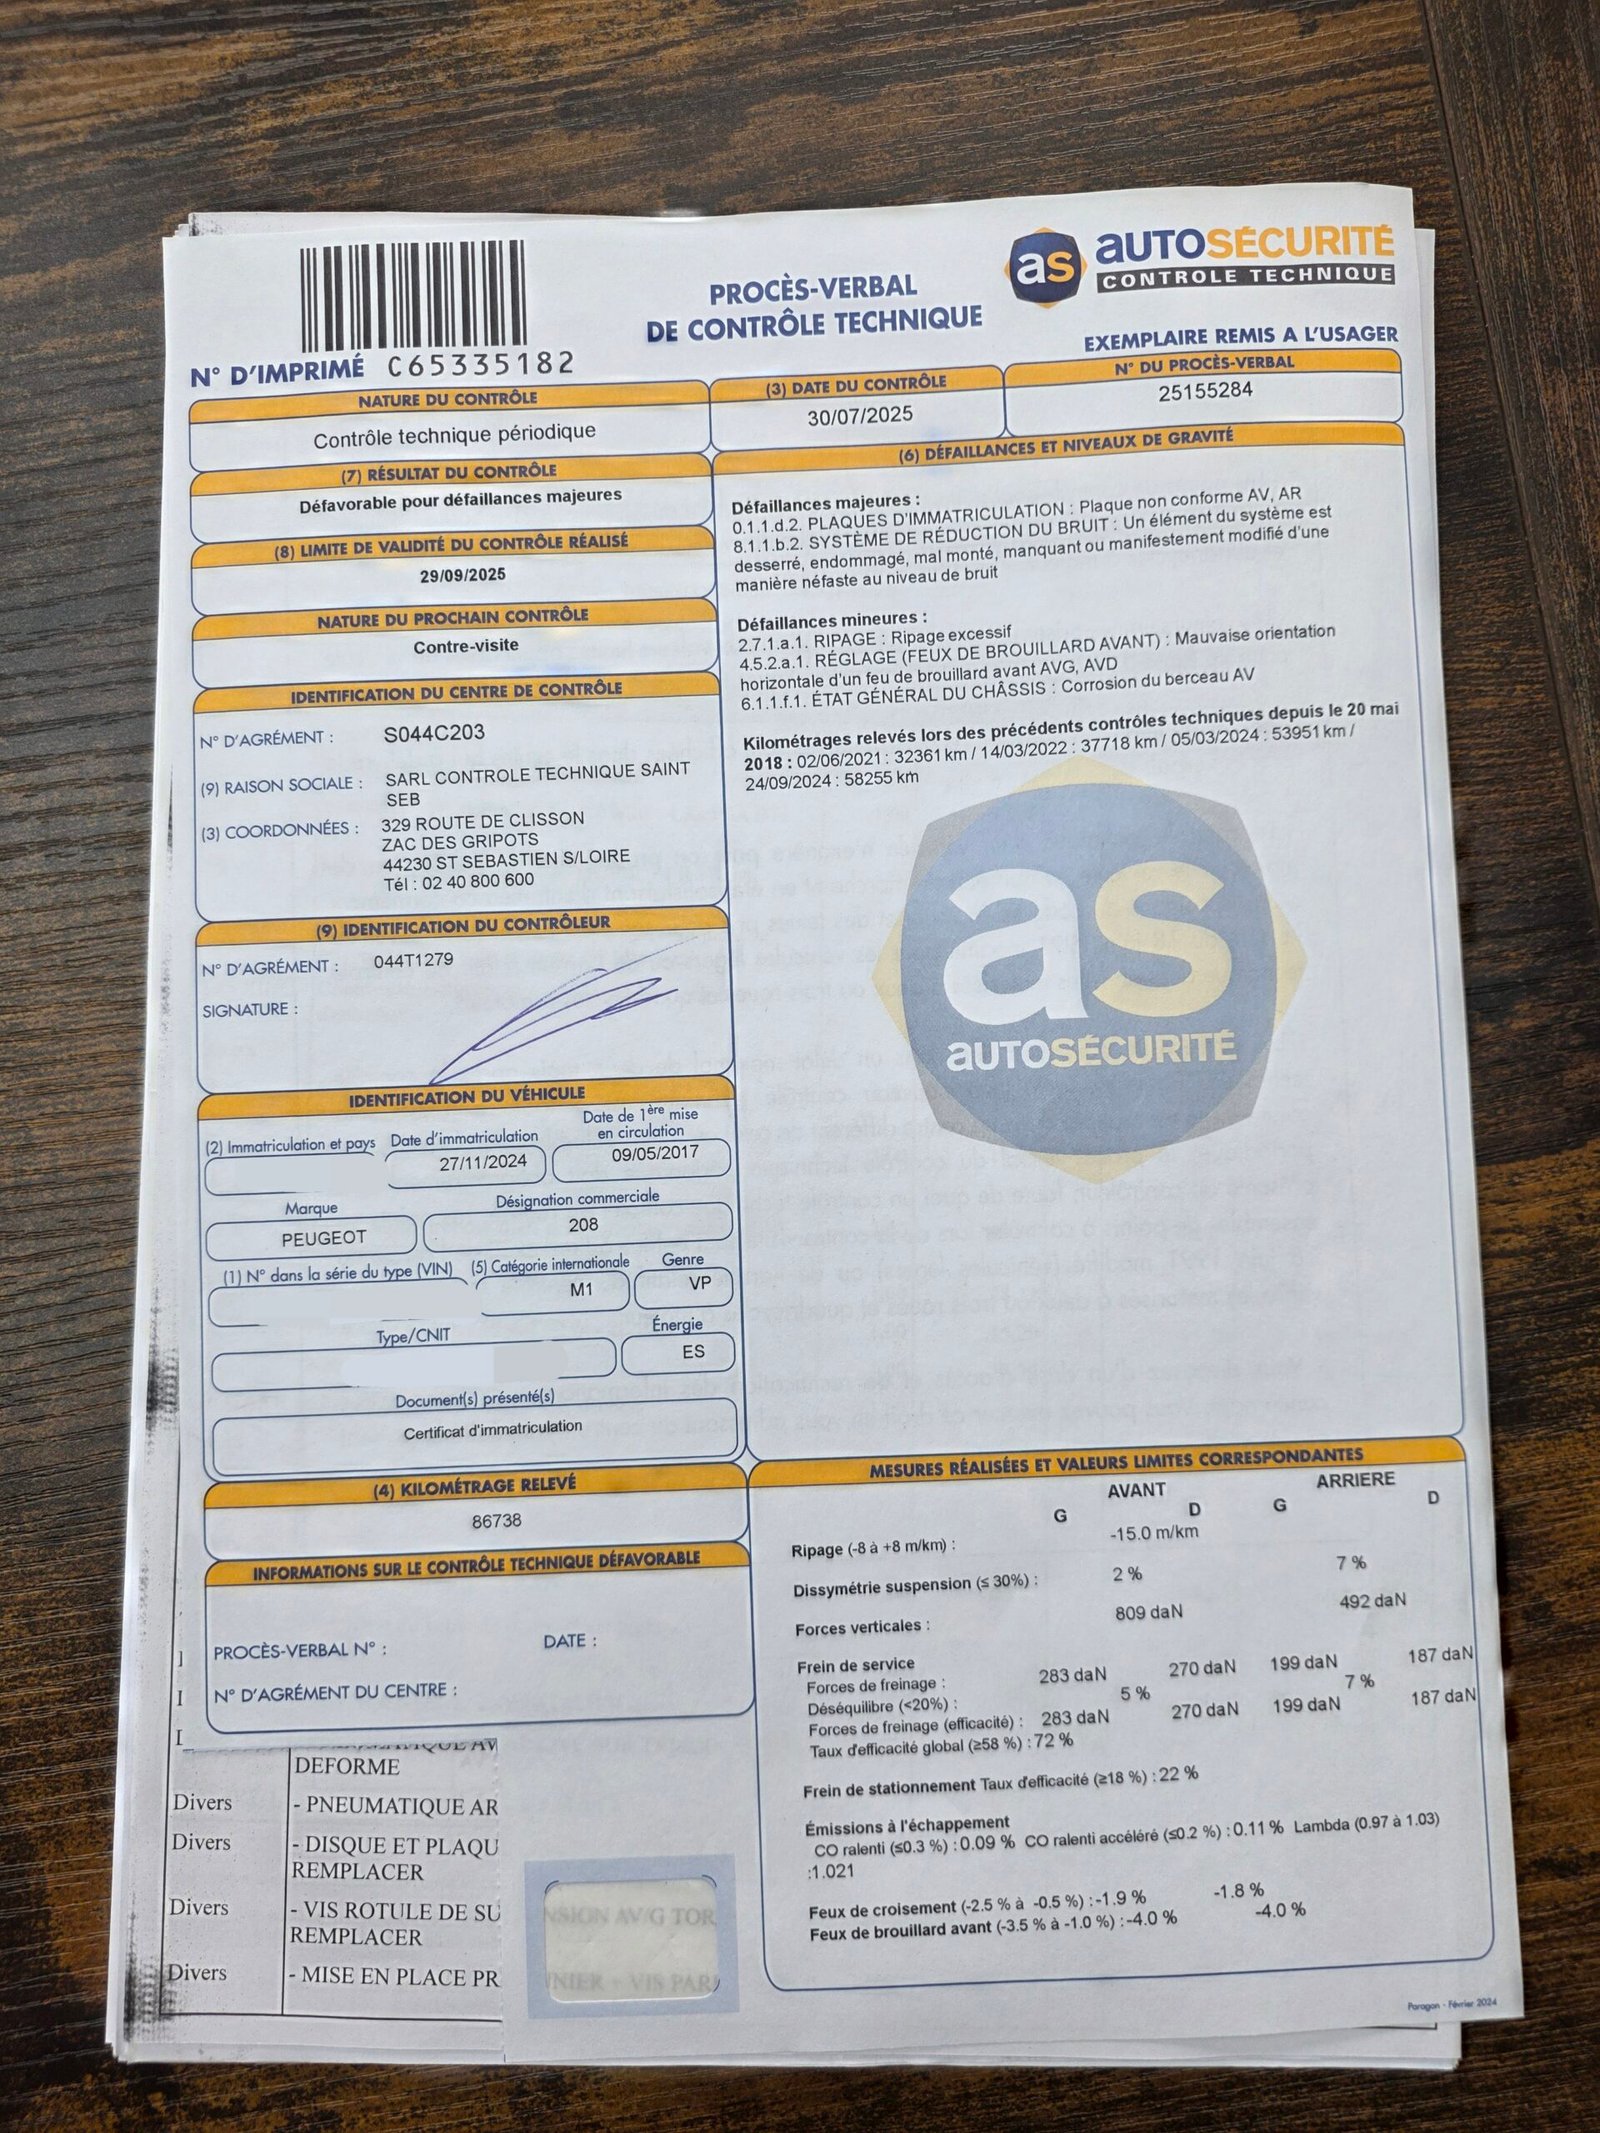 as AUTOSÉCURITÉ
CONTROLE TECHNIQUE
PROCÈS-VERBAL
DE CONTRÔLE TECHNIQUE
EXEMPLAIRE REMIS A L'USAGER
N° D'IMPRIMÉ C65335182
NATURE DU CONTRÔLE
Contrôle technique périodique
(3) DATE DU CONTRÔLE
30/07/2025
N° DU PROCÈS-VERBAL
25155284
(7) RÉSULTAT DU CONTRÔLE
Défavorable pour défaillances majeures
(8) LIMITE DE VALIDITÉ DU CONTRÔLE RÉALISÉ
29/09/2025
NATURE DU PROCHAIN CONTRÔLE
Contre-visite
IDENTIFICATION DU CENTRE DE CONTRÔLE
N° D'AGRÉMENT : S044C203
(9) RAISON SOCIALE : SARL CONTROLE TECHNIQUE SAINT
SEB
(3) COORDONNÉES : 329 ROUTE DE CLISSON
ZAC DES GRIPOTS
44230 ST SEBASTIEN S/LOIRE
Tél : 02 40 800 600
(9) IDENTIFICATION DU CONTRÔLEUR
N° D'AGRÉMENT : 044T1279
SIGNATURE :
IDENTIFICATION DU VÉHICULE
(2) Immatriculation et pays
Date d'immatriculation
27/11/2024
Date de 1ère mise
en circulation
09/05/2017
Marque
PEUGEOT
Désignation commerciale
208
(1) N° dans la série du type (VIN)
(5) Catégorie internationale
M1
Genre
VP
Type/CNIT
Énergie
ES
Document(s) présenté(s)
Certificat d'immatriculation
(4) KILOMÉTRAGE RELEVÉ
86738
INFORMATIONS SUR LE CONTRÔLE TECHNIQUE DÉFAVORABLE
PROCÈS-VERBAL N° : DATE :
N° D'AGRÉMENT DU CENTRE :
(6) DÉFAILLANCES ET NIVEAUX DE GRAVITÉ
Défaillances majeures :
0.1.1.d.2. PLAQUES D'IMMATRICULATION : Plaque non conforme AV, AR
8.1.1.b.2. SYSTÈME DE RÉDUCTION DU BRUIT : Un élément du système est
desserré, endommagé, mal monté, manquant ou manifestement modifié d'une
manière néfaste au niveau de bruit
Défaillances mineures :
2.7.1.a.1. RIPAGE : Ripage excessif
4.5.2.a.1. RÉGLAGE (FEUX DE BROUILLARD AVANT) : Mauvaise orientation
horizontale d'un feu de brouillard avant AVG, AVD
6.1.1.f.1. ÉTAT GÉNÉRAL DU CHÂSSIS : Corrosion du berceau AV
Kilométrages relevés lors des précédents contrôles techniques depuis le 20 mai
2018 : 02/06/2021 : 32361 km / 14/03/2022 : 37718 km / 05/03/2024 : 53951 km /
24/09/2024 : 58255 km
as
AUTOSÉCURITÉ
MESURES RÉALISÉES ET VALEURS LIMITES CORRESPONDANTES
AVANT ARRIERE
G D G D
Ripage (-8 à +8 m/km) : -15.0 m/km
Dissymétrie suspension (≤ 30%) : 2 % 7 %
Forces verticales : 809 daN 492 daN
Frein de service
Forces de freinage : 283 daN 270 daN 199 daN 187 daN
Déséquilibre (<20%) : 5 % 7 %
Forces de freinage (efficacité) : 283 daN 270 daN 199 daN 187 daN
Taux d'efficacité global (≥58 %) : 72 %
Frein de stationnement Taux d'efficacité (≥18 %) : 22 %
Émissions à l'échappement
CO ralenti (≤0.3 %) : 0.09 % CO ralenti accéléré (≤0.2 %) : 0.11 % Lambda (0.97 à 1.03)
:1.021
Feux de croisement (-2.5 % à -0.5 %) :-1.9 % -1.8 %
Feux de brouillard avant (-3.5 % à -1.0 %) :-4.0 % -4.0 %
Paragon - Février 2024
DEFORME
Divers - PNEUMATIQUE AR
Divers - DISQUE ET PLAQU
REMPLACER
Divers - VIS ROTULE DE SU
REMPLACER
NSION AV/G TOR
Divers - MISE EN PLACE PR